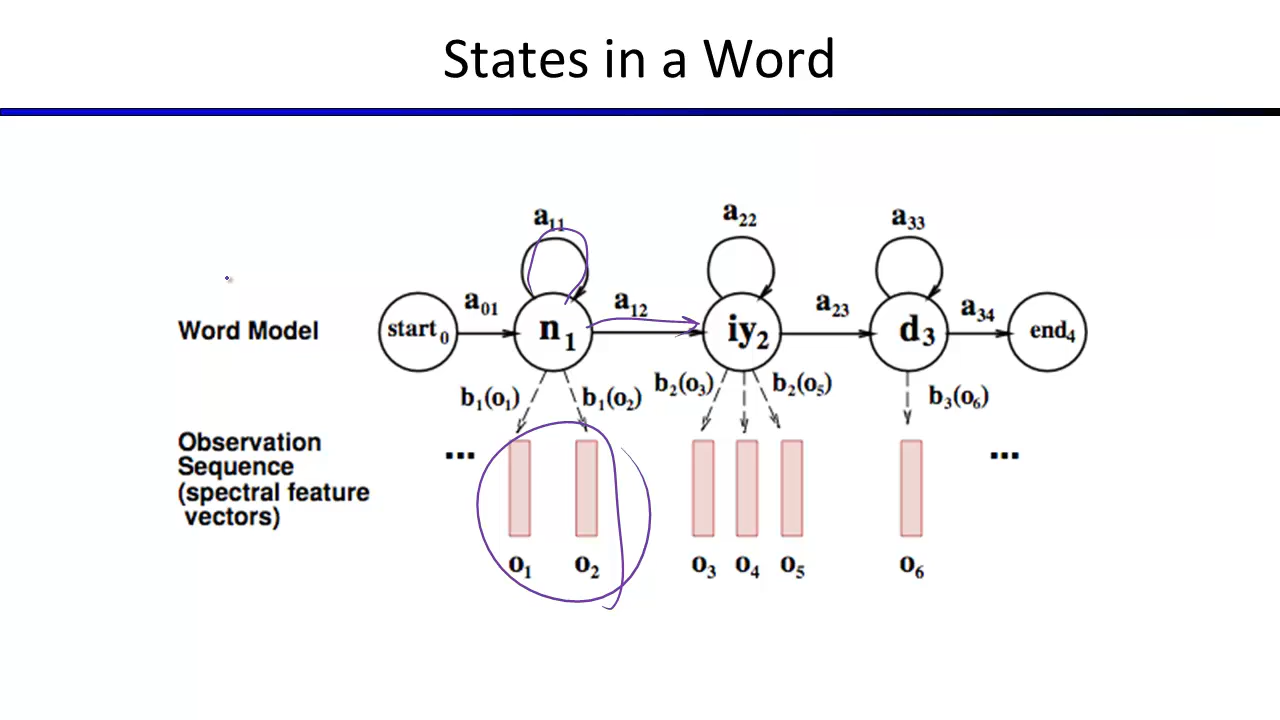 States in a Word
a11 a22 a33
a01 a12 a23 a34
Word Model start0 n1 iy2 d3 end4
b1(o1) b1(o2) b2(o3) b2(o5) b3(o6)
Observation
Sequence
(spectral feature
vectors)
... ...
o1 o2 o3 o4 o5 o6